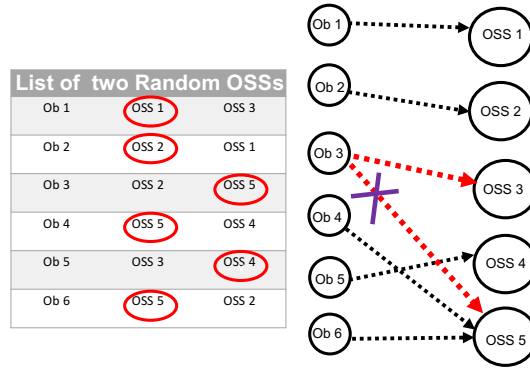 List of two Random OSSs
Ob 1 OSS 1 OSS 3
Ob 2 OSS 2 OSS 1
Ob 3 OSS 2 OSS 5
Ob 4 OSS 5 OSS 4
Ob 5 OSS 3 OSS 4
Ob 6 OSS 5 OSS 2
Ob 1 OSS 1
Ob 2 OSS 2
Ob 3 OSS 3
Ob 4
Ob 5 OSS 4
Ob 6 OSS 5